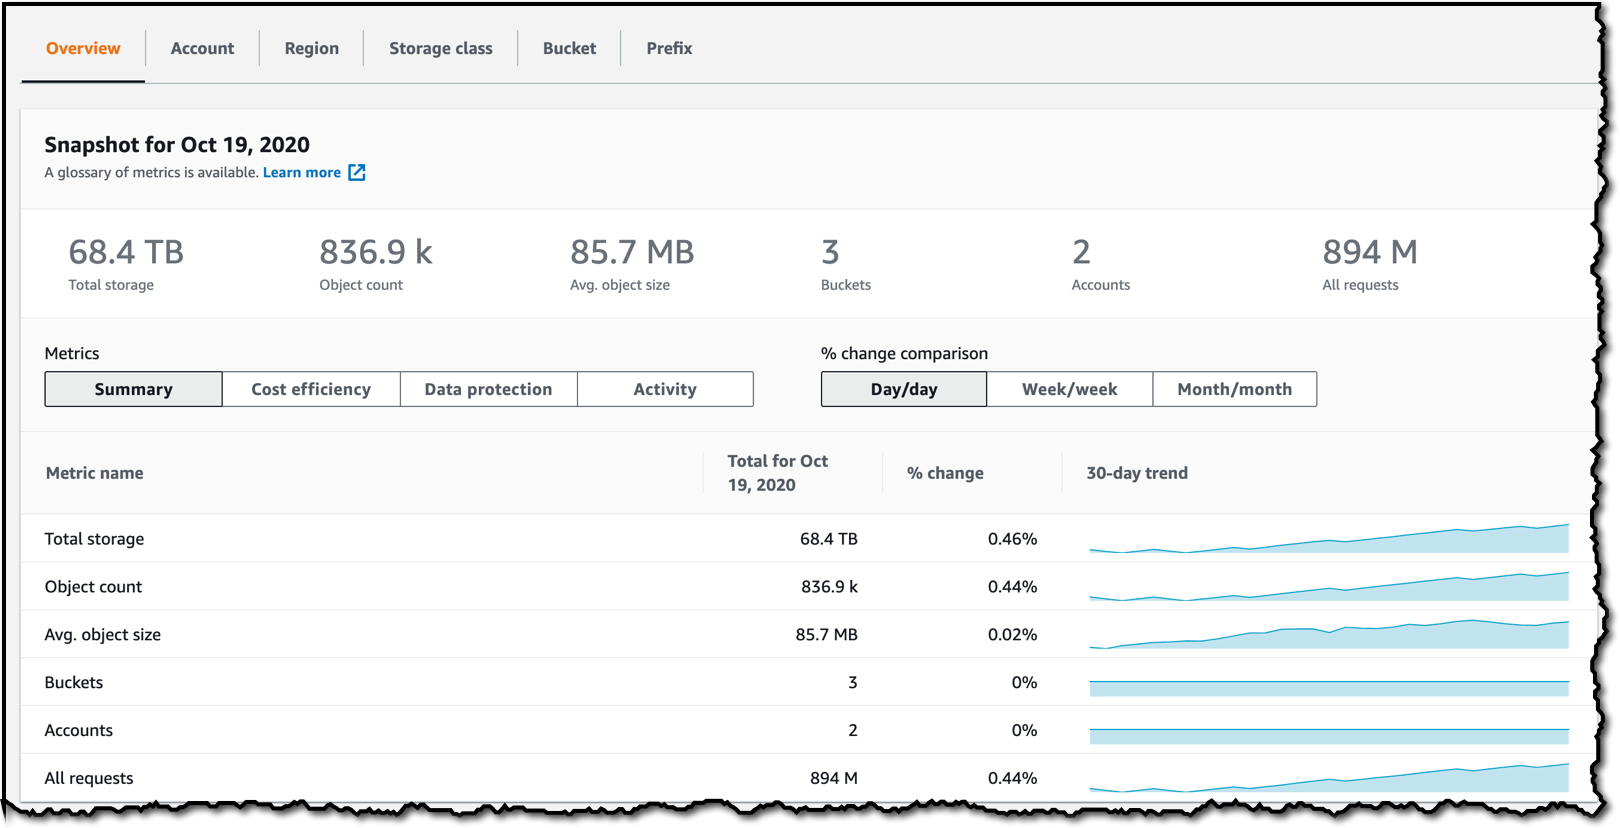 Overview Account Region Storage class Bucket Prefix
Snapshot for Oct 19, 2020
A glossary of metrics is available. Learn more
68.4 TB 836.9 k 85.7 MB 3 2 894 M
Total storage Object count Avg. object size Buckets Accounts All requests
Metrics % change comparison
Summary Cost efficiency Data protection Activity Day/day Week/week Month/month
Metric name Total for Oct 19, 2020 % change 30-day trend
Total storage 68.4 TB 0.46%
Object count 836.9 k 0.44%
Avg. object size 85.7 MB 0.02%
Buckets 3 0%
Accounts 2 0%
All requests 894 M 0.44%